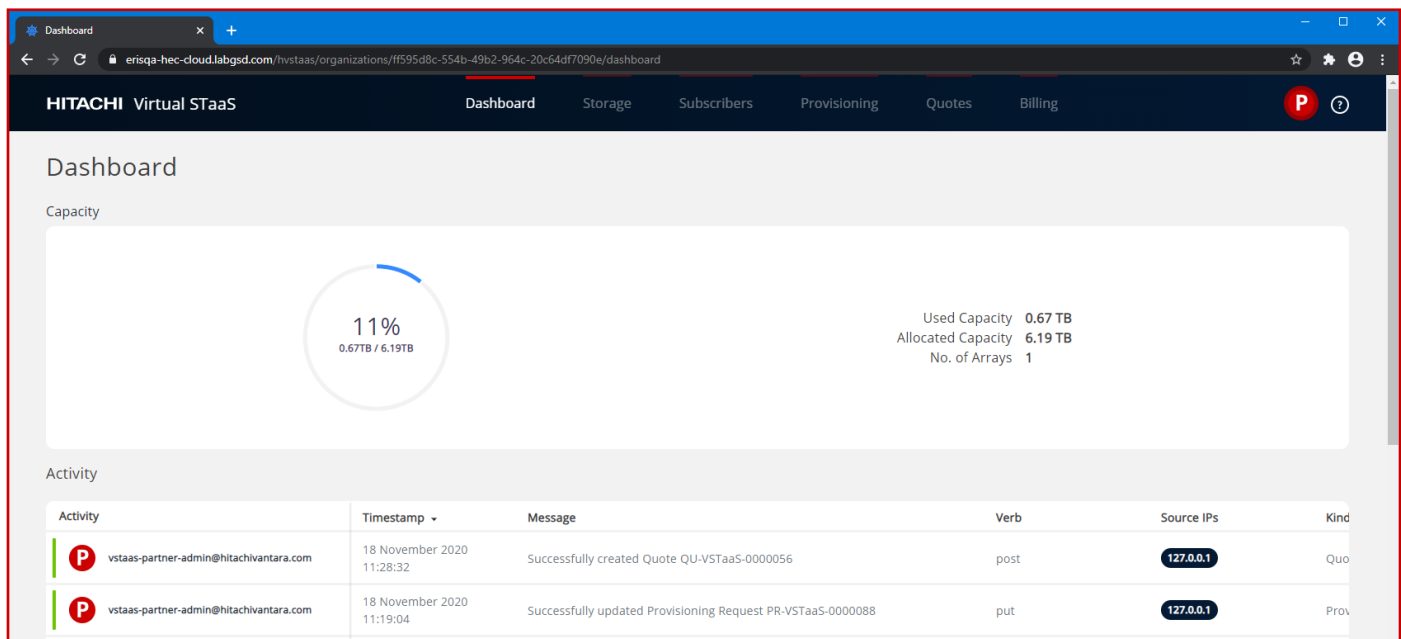 Dashboard
erisqa-hec-cloud.labgsd.com/hvstaas/organizations/ff595d8c-554b-49b2-964c-20c64df7090e/dashboard
HITACHI Virtual STaaS Dashboard Storage Subscribers Provisioning Quotes Billing P
Dashboard
Capacity
11%
0.67TB / 6.19TB
Used Capacity 0.67 TB
Allocated Capacity 6.19 TB
No. of Arrays 1
Activity
Activity Timestamp Message Verb Source IPs Kind
P vstaas-partner-admin@hitachivantara.com 18 November 2020
11:28:32 Successfully created Quote QU-VSTaaS-0000056 post 127.0.0.1 Quo
P vstaas-partner-admin@hitachivantara.com 18 November 2020
11:19:04 Successfully updated Provisioning Request PR-VSTaaS-0000088 put 127.0.0.1 Prov